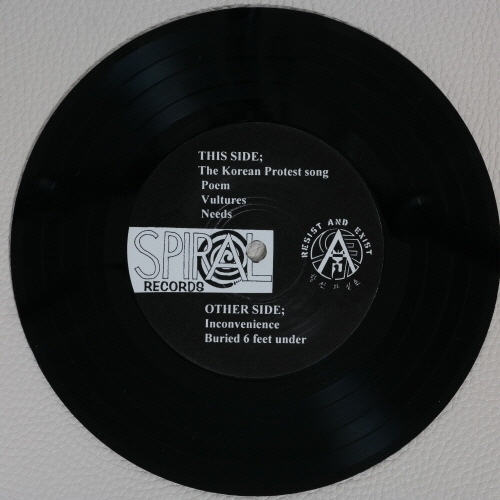 THIS SIDE;
The Korean Protest song
Poem
Vultures
Needs
SPIRAL
RECORDS
RESIST AND EXIST
OTHER SIDE;
Inconvenience
Buried 6 feet under